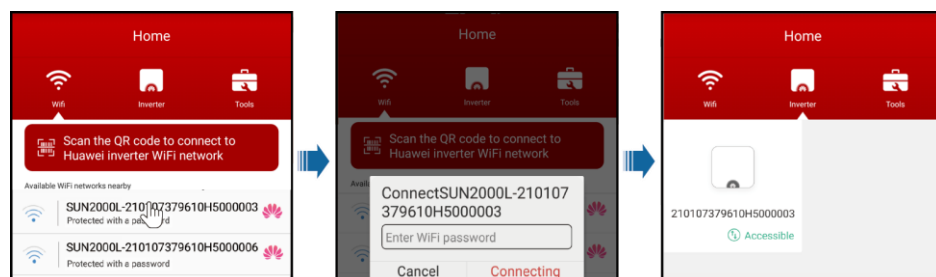 Home
Wifi
Inverter
Tools
Scan the QR code to connect to
Huawei inverter WiFi network
Available WiFi networks nearby
SUN2000L-210107379610H5000003
Protected with a password
SUN2000L-210107379610H5000006
Protected with a password
Home
Wifi
Inverter
Tools
Scan the QR code to connect to
Huawei inverter WiFi network
ConnectSUN2000L-210107
379610H5000003
Enter WiFi password
Cancel
Connecting
Home
Wifi
Inverter
Tools
210107379610H5000003
Accessible